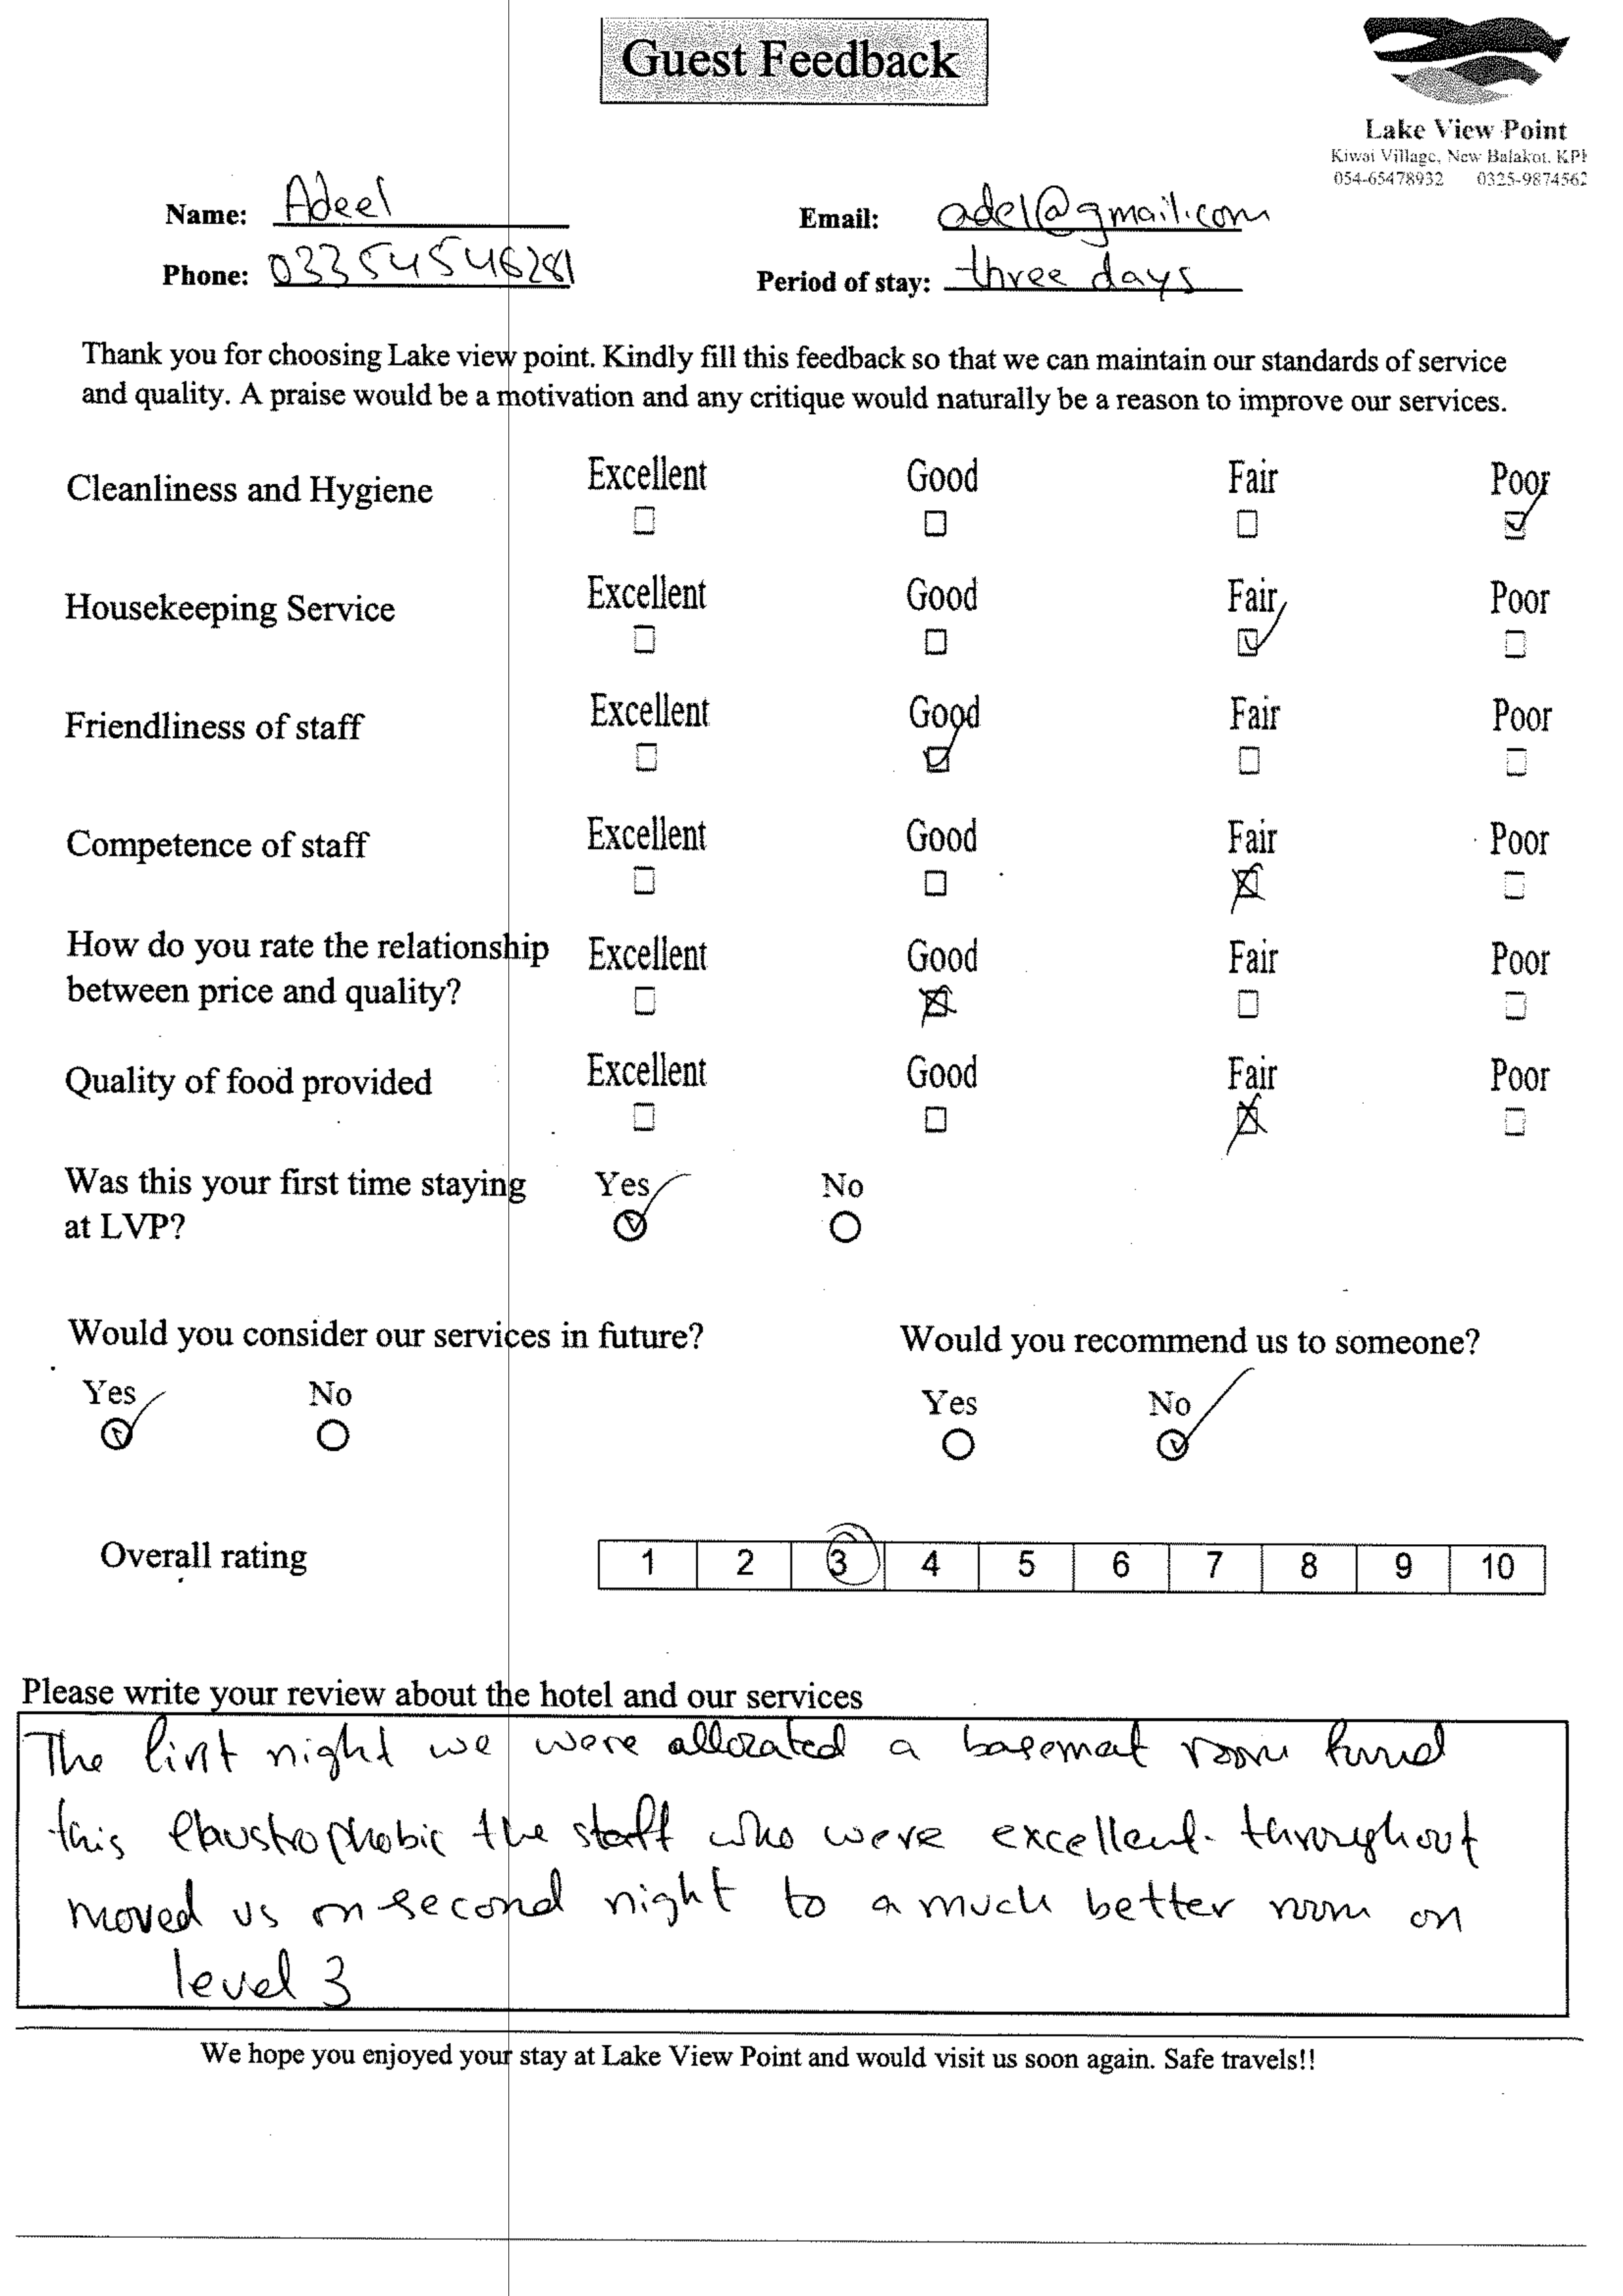 Guest Feedback
Lake View Point
Kiwai Village, New Balakot, KPK
054-65478932 0325-9874562
Name: Adeel
Email: adel@gmail.com
Phone: 03354546281
Period of stay: three days
Thank you for choosing Lake view point. Kindly fill this feedback so that we can maintain our standards of service
and quality. A praise would be a motivation and any critique would naturally be a reason to improve our services.
Cleanliness and Hygiene Excellent Good Fair Poor
Housekeeping Service Excellent Good Fair Poor
Friendliness of staff Excellent Good Fair Poor
Competence of staff Excellent Good Fair Poor
How do you rate the relationship
between price and quality? Excellent Good Fair Poor
Quality of food provided Excellent Good Fair Poor
Was this your first time staying
at LVP? Yes No
Would you consider our services in future?
Yes No
Would you recommend us to someone?
Yes No
Overall rating 1 2 3 4 5 6 7 8 9 10
Please write your review about the hotel and our services
The first night we were allozated a basemat room found
this claustrophobic the staff who were excellent throughout
moved us on second night to a much better room on
level 3
We hope you enjoyed your stay at Lake View Point and would visit us soon again. Safe travels!!